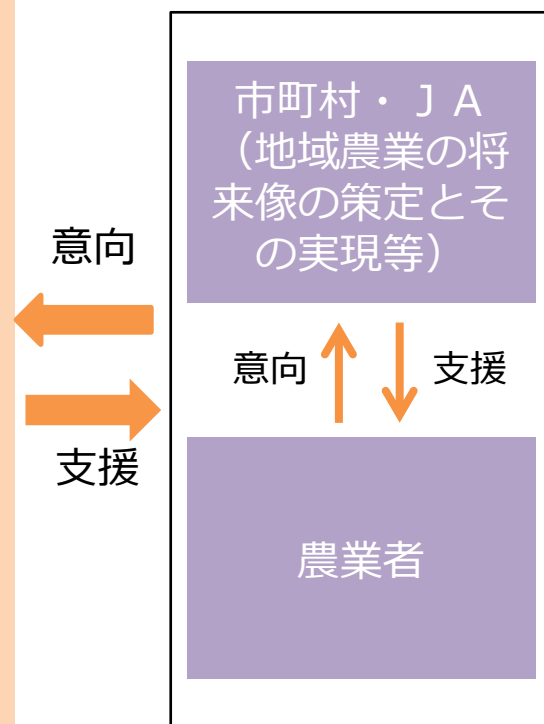 市町村・ＪＡ
（地域農業の将
来像の策定とそ
の実現等）
意向
支援
意向
支援
農業者